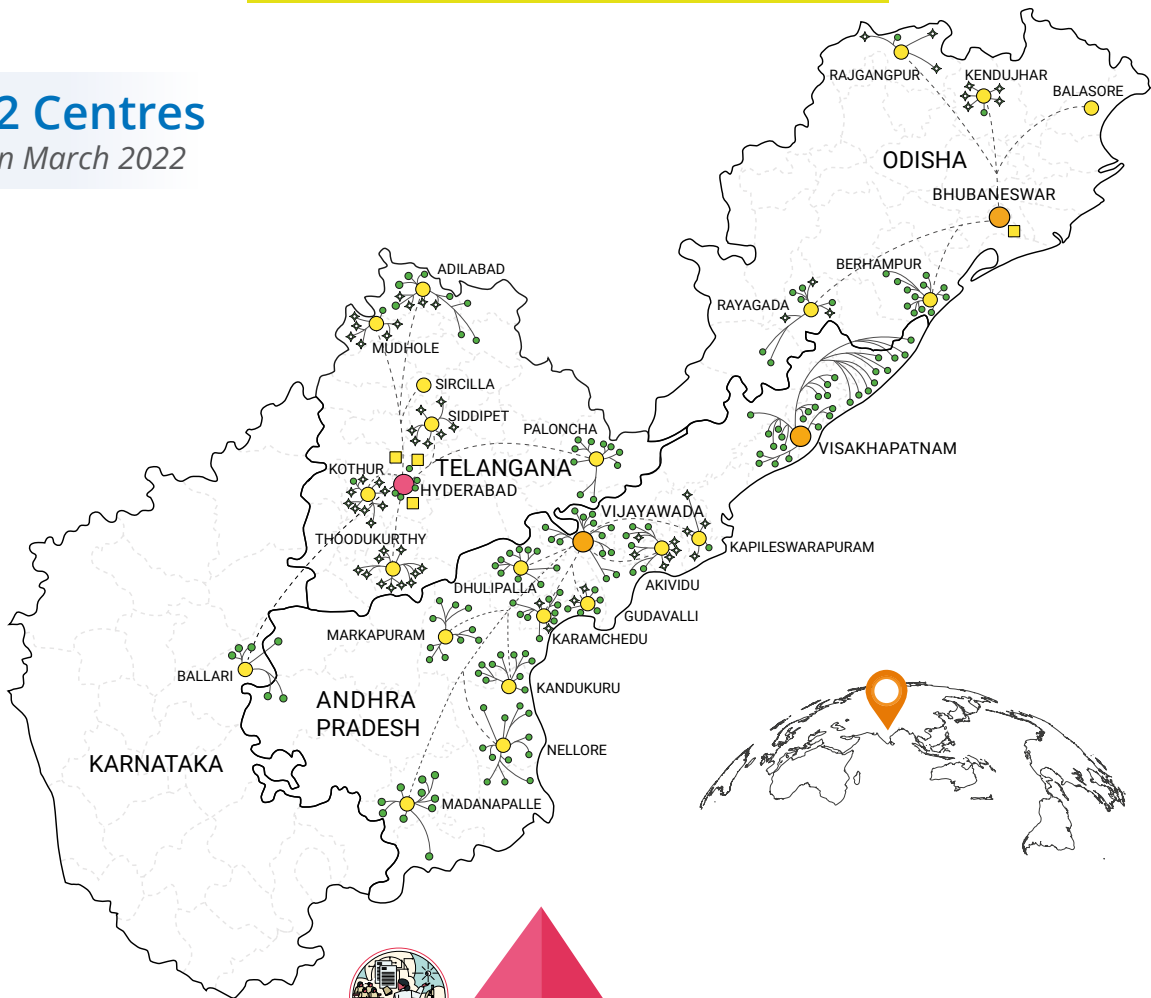 2 Centres
n March 2022
RAJGANGPUR
KENDUJHAR
BALASORE
ODISHA
BHUBANESWAR
BERHAMPUR
RAYAGADA
ADILABAD
MUDHOLE
SIRCILLA
SIDDIPET
PALONCHA
VISAKHAPATNAM
KOTHUR
TELANGANA
HYDERABAD
VIJAYAWADA
THOODUKURTHY
KAPILESWARAPURAM
DHULIPALLA
AKIVIDU
GUDAVALLI
MARKAPURAM
KARAMCHEDU
BALLARI
KANDUKURU
ANDHRA
PRADESH
NELLORE
KARNATAKA
MADANAPALLE